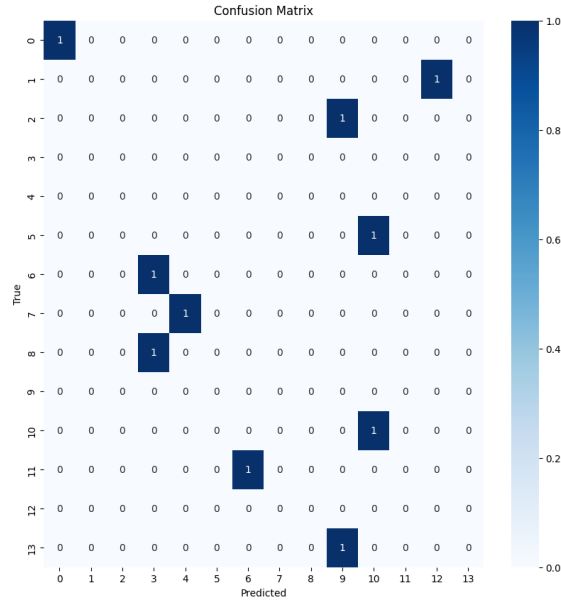 Confusion Matrix
0 1 0 0 0 0 0 0 0 0 0 0 0 0 0 1.0
1 0 0 0 0 0 0 0 0 0 0 0 0 1 0
2 0 0 0 0 0 0 0 0 0 1 0 0 0 0 0.8
3 0 0 0 0 0 0 0 0 0 0 0 0 0 0
4 0 0 0 0 0 0 0 0 0 0 0 0 0 0
5 0 0 0 0 0 0 0 0 0 0 1 0 0 0 0.6
6 0 0 0 1 0 0 0 0 0 0 0 0 0 0
True
7 0 0 0 0 1 0 0 0 0 0 0 0 0 0
8 0 0 0 1 0 0 0 0 0 0 0 0 0 0 0.4
9 0 0 0 0 0 0 0 0 0 0 0 0 0 0
10 0 0 0 0 0 0 0 0 0 0 1 0 0 0
11 0 0 0 0 0 0 1 0 0 0 0 0 0 0 0.2
12 0 0 0 0 0 0 0 0 0 0 0 0 0 0
13 0 0 0 0 0 0 0 0 0 1 0 0 0 0 0.0
0 1 2 3 4 5 6 7 8 9 10 11 12 13
Predicted